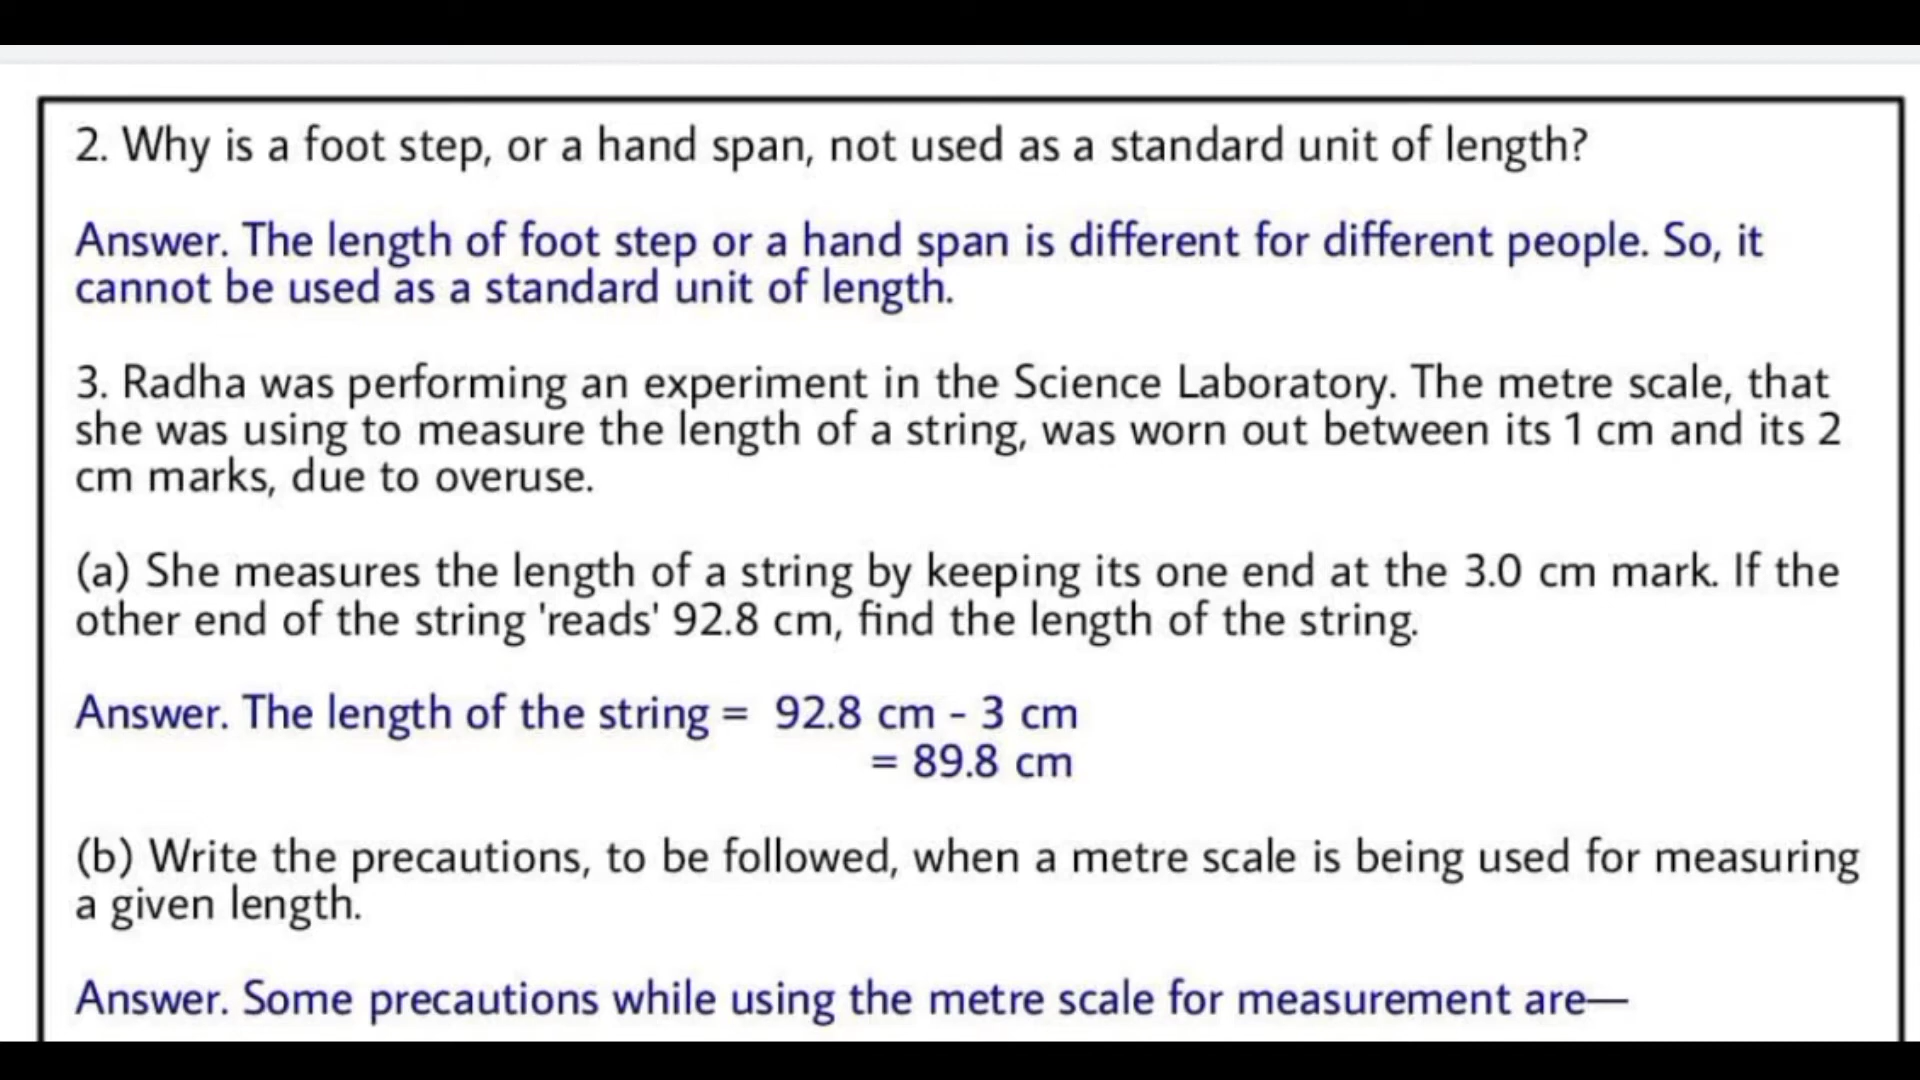 2. Why is a foot step, or a hand span, not used as a standard unit of length?
Answer. The length of foot step or a hand span is different for different people. So, it
cannot be used as a standard unit of length.
3. Radha was performing an experiment in the Science Laboratory. The metre scale, that
she was using to measure the length of a string, was worn out between its 1 cm and its 2
cm marks, due to overuse.
(a) She measures the length of a string by keeping its one end at the 3.0 cm mark. If the
other end of the string 'reads' 92.8 cm, find the length of the string.
Answer. The length of the string = 92.8 cm - 3 cm
= 89.8 cm
(b) Write the precautions, to be followed, when a metre scale is being used for measuring
a given length.
Answer. Some precautions while using the metre scale for measurement are—